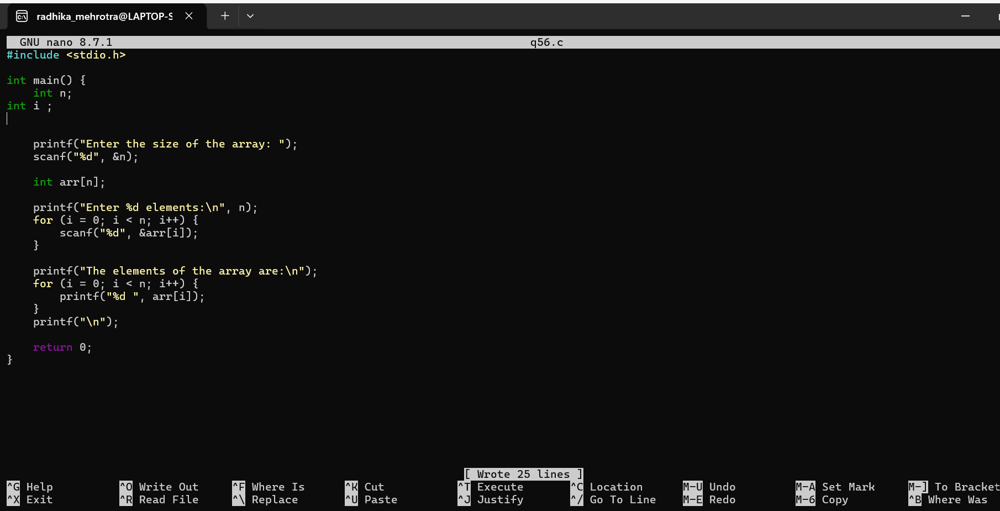 radhika_mehrotra@LAPTOP-S
GNU nano 8.7.1 q56.c
#include <stdio.h>
int main() {
    int n;
int i ;
    printf("Enter the size of the array: ");
    scanf("%d", &n);
    int arr[n];
    printf("Enter %d elements:\n", n);
    for (i = 0; i < n; i++) {
        scanf("%d", &arr[i]);
    }
    printf("The elements of the array are:\n");
    for (i = 0; i < n; i++) {
        printf("%d ", arr[i]);
    }
    printf("\n");
    return 0;
}
[ Wrote 25 lines ]
^G Help ^O Write Out ^F Where Is ^K Cut ^T Execute ^C Location M-U Undo M-A Set Mark M-] To Bracket
^X Exit ^R Read File ^\ Replace ^U Paste ^J Justify ^/ Go To Line M-E Redo M-6 Copy ^B Where Was